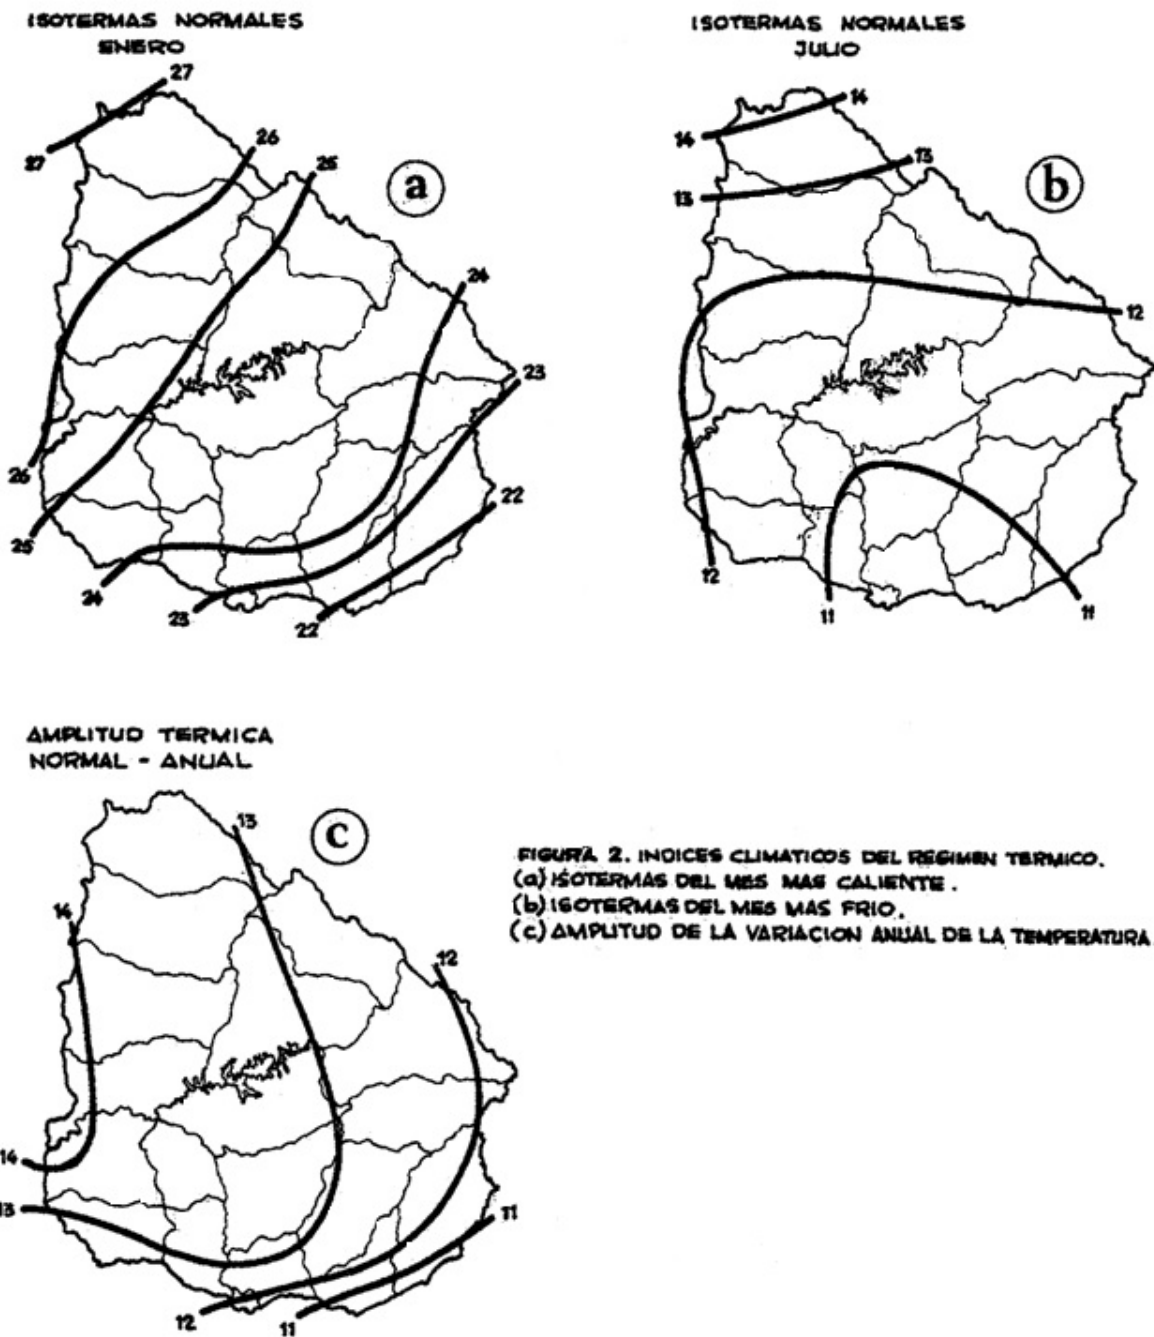 ISOTERMAS NORMALES
ENERO
27
27
26
25
a
24
23
26
22
25
24
23
22
ISOTERMAS NORMALES
JULIO
14
14
13
13
b
12
12
11
11
AMPLITUD TERMICA
NORMAL - ANUAL
13
c
14
12
14
13
11
12
11
FIGURA 2. INDICES CLIMATICOS DEL REGIMEN TERMICO.
(a) ISOTERMAS DEL MES MAS CALIENTE.
(b) ISOTERMAS DEL MES MAS FRIO.
(c) AMPLITUD DE LA VARIACION ANUAL DE LA TEMPERATURA